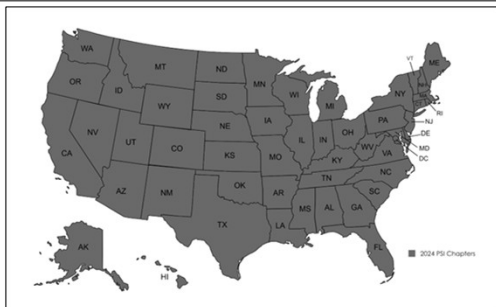 WA
OR
CA
NV
ID
MT
WY
UT
AZ
CO
NM
ND
SD
NE
KS
OK
TX
MN
IA
MO
AR
LA
WI
IL
MI
IN
OH
KY
TN
MS
AL
GA
FL
SC
NC
VA
WV
PA
NY
VT
ME
NH
RI
NJ
DE
MD
DC
AK
HI
2024 PSI Chapters